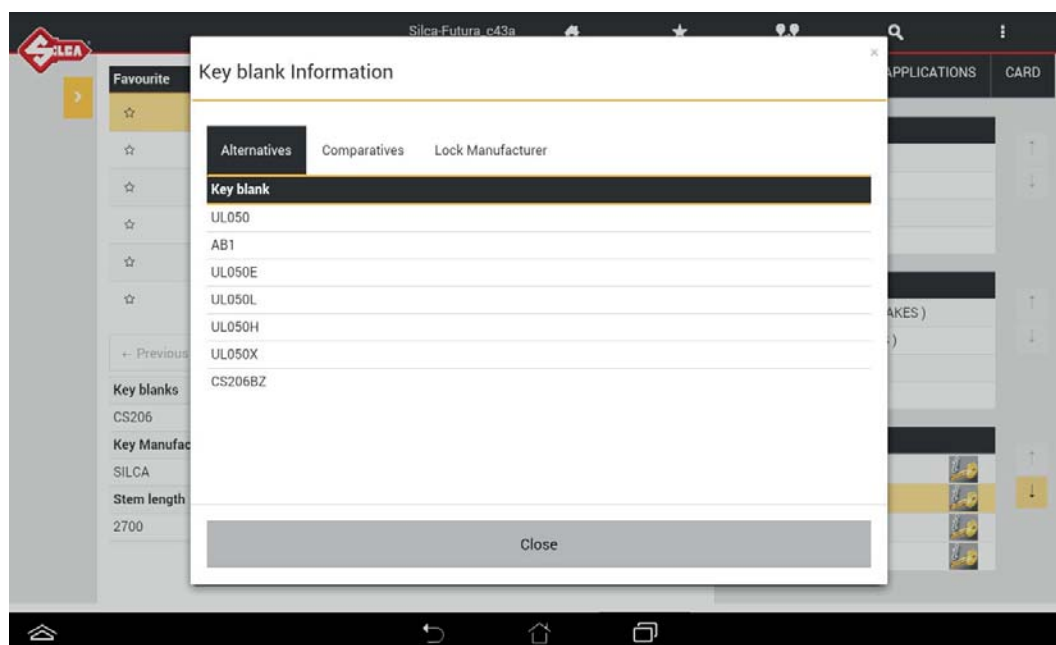 Silca-Futura_c43a
SILCA
Key blank Information
×
APPLICATIONS
CARD
Favourite
Alternatives
Comparatives
Lock Manufacturer
Key blank
UL050
AB1
UL050E
UL050L
UL050H
UL050X
CS206BZ
AKES )
)
← Previous
Key blanks
CS206
Key Manufac
SILCA
Stem length
2700
Close